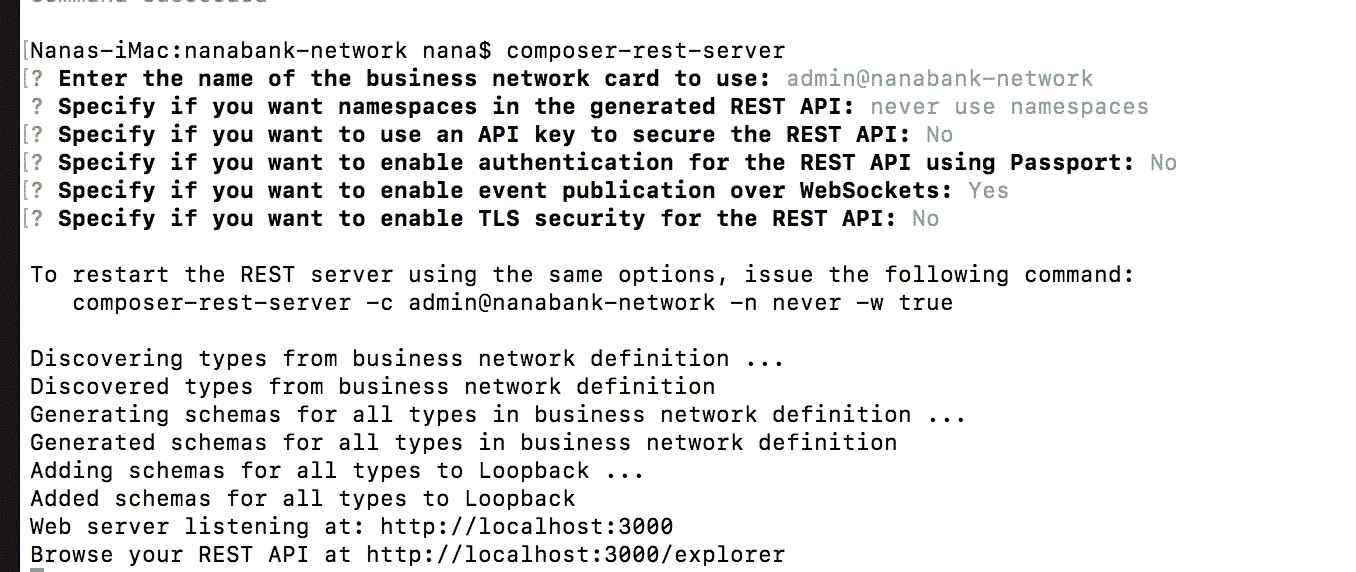 [Nanas-iMac:nanabank-network nana$ composer-rest-server
[? Enter the name of the business network card to use: admin@nanabank-network
? Specify if you want namespaces in the generated REST API: never use namespaces
[? Specify if you want to use an API key to secure the REST API: No
[? Specify if you want to enable authentication for the REST API using Passport: No
[? Specify if you want to enable event publication over WebSockets: Yes
[? Specify if you want to enable TLS security for the REST API: No
To restart the REST server using the same options, issue the following command:
composer-rest-server -c admin@nanabank-network -n never -w true
Discovering types from business network definition ...
Discovered types from business network definition
Generating schemas for all types in business network definition ...
Generated schemas for all types in business network definition
Adding schemas for all types to Loopback ...
Added schemas for all types to Loopback
Web server listening at: http://localhost:3000
Browse your REST API at http://localhost:3000/explorer